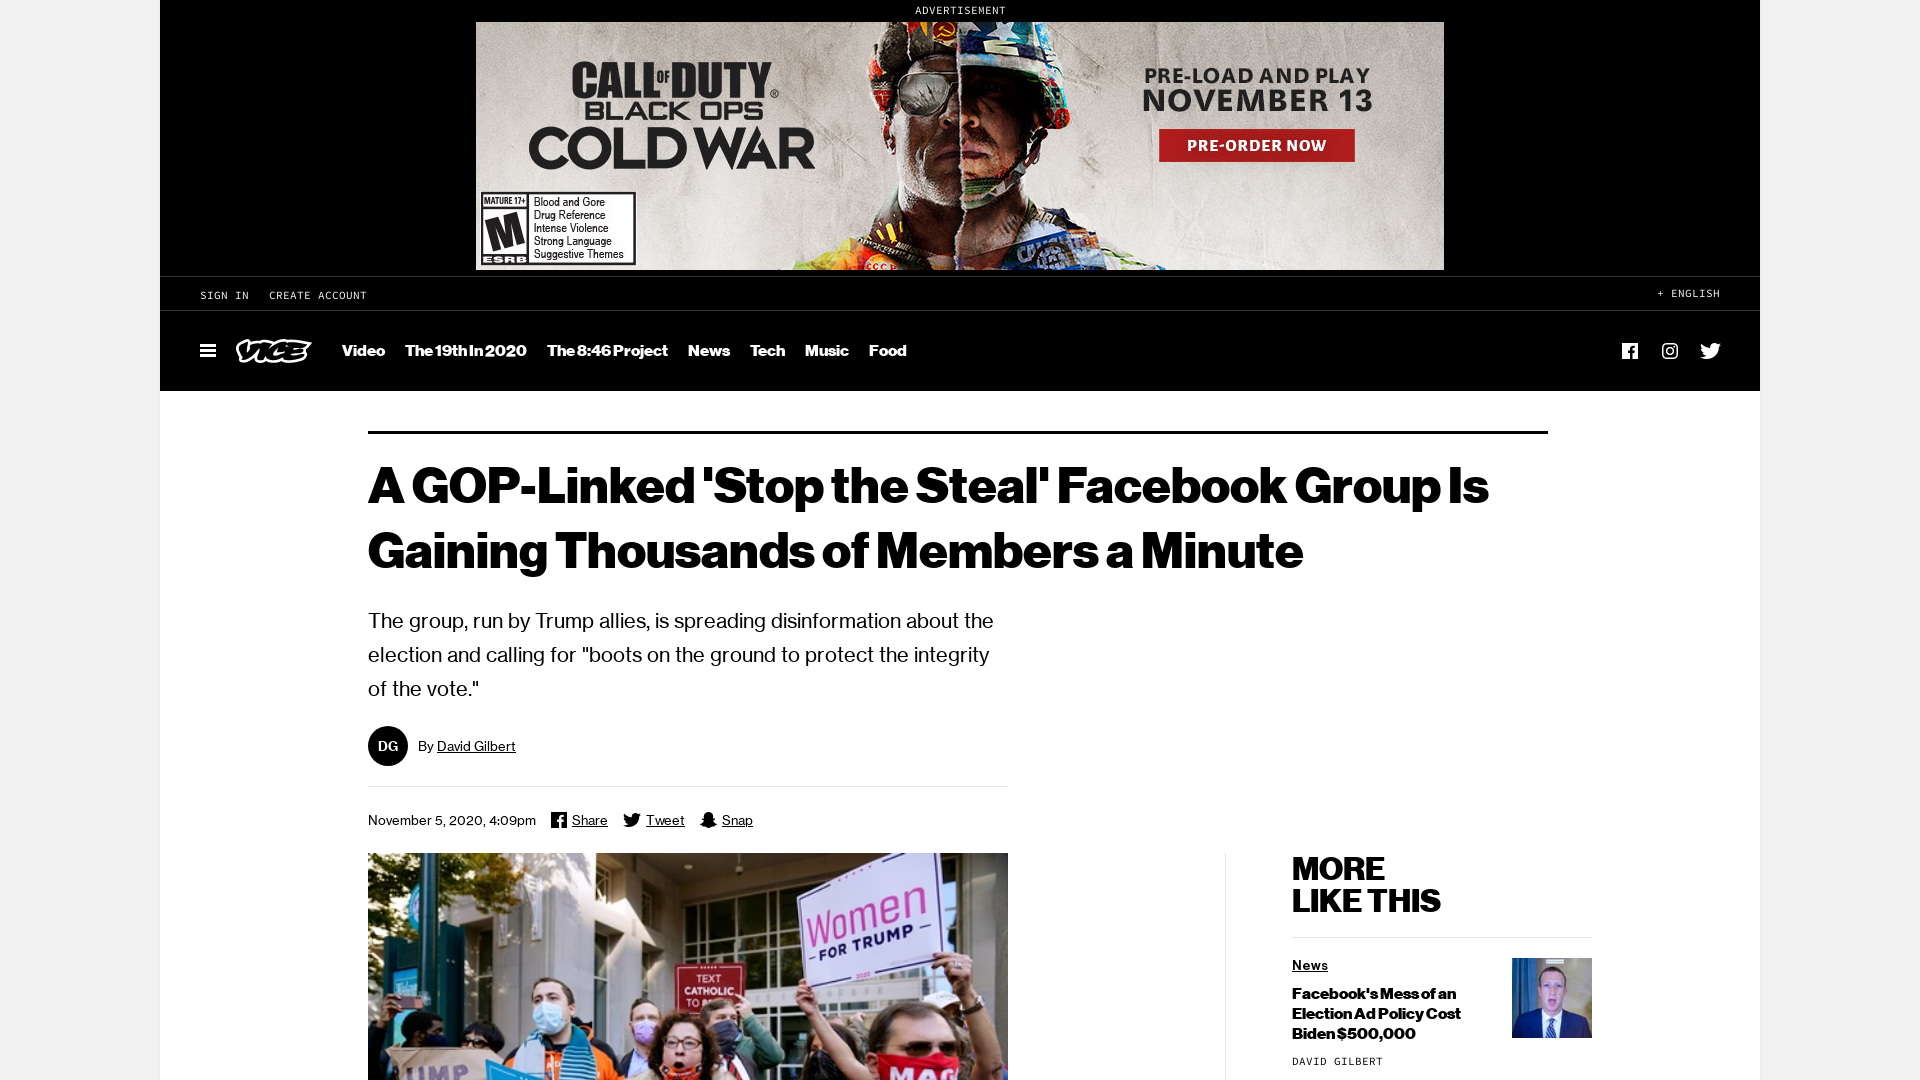 ADVERTISEMENT
CALL OF DUTY®
BLACK OPS
COLD WAR
PRE-LOAD AND PLAY
NOVEMBER 13
PRE-ORDER NOW
MATURE 17+
M
ESRB
Blood and Gore
Drug Reference
Intense Violence
Strong Language
Suggestive Themes
SIGN IN CREATE ACCOUNT + ENGLISH
VICE Video The 19th In 2020 The 8:46 Project News Tech Music Food
A GOP-Linked 'Stop the Steal' Facebook Group Is
Gaining Thousands of Members a Minute
The group, run by Trump allies, is spreading disinformation about the
election and calling for "boots on the ground to protect the integrity
of the vote."
DG By David Gilbert
November 5, 2020, 4:09pm Share Tweet Snap
Women
FOR TRUMP
2020
TEXT
CATHOLIC
TO
MAG
MORE
LIKE THIS
News
Facebook's Mess of an
Election Ad Policy Cost
Biden $500,000
DAVID GILBERT